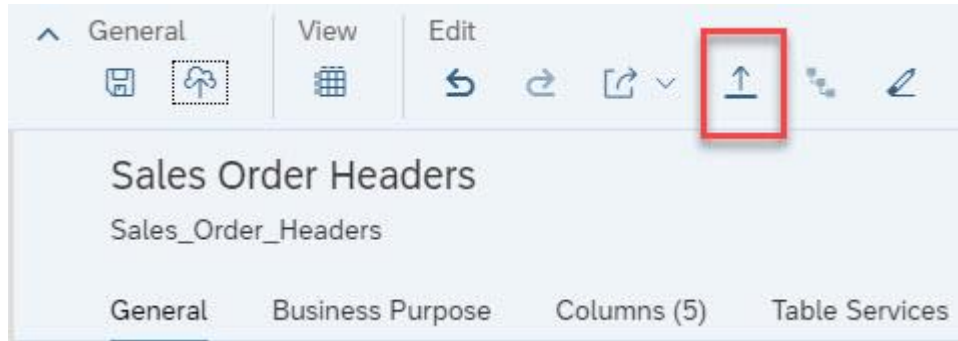 General View Edit
Sales Order Headers
Sales_Order_Headers
General Business Purpose Columns (5) Table Services